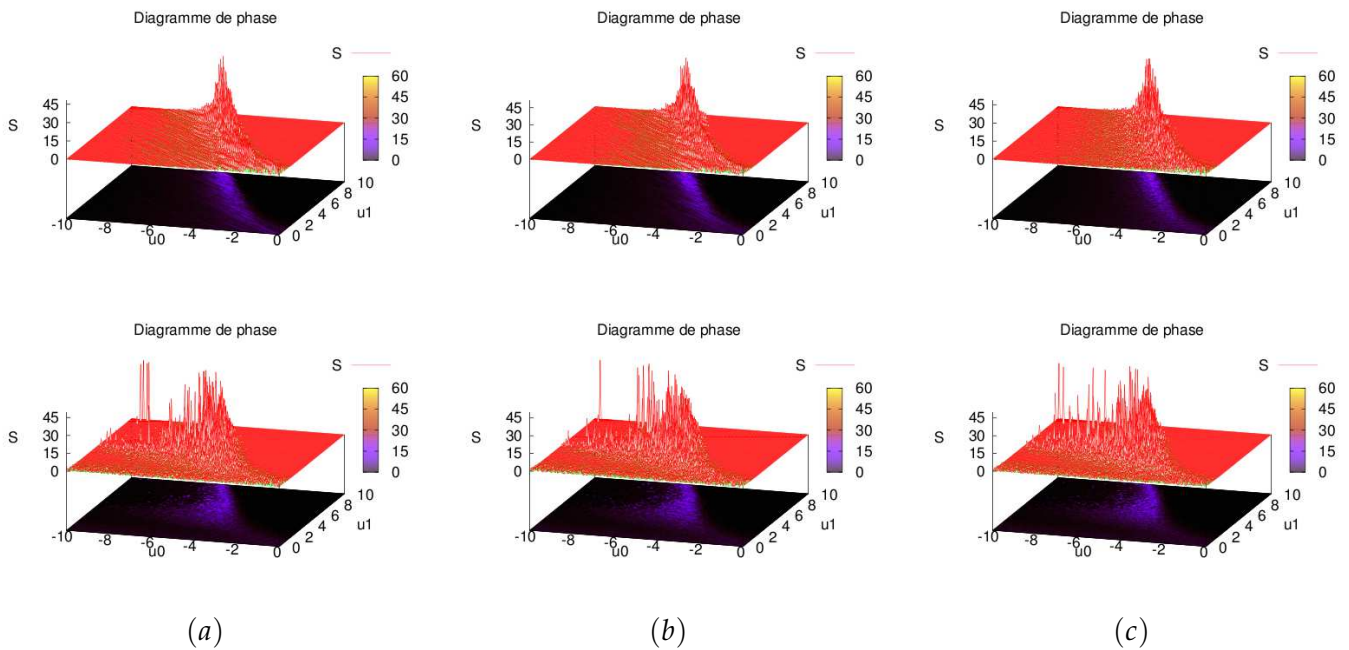 Diagramme de phase Diagramme de phase Diagramme de phase
S S S
60 60 60
45 45 45
30 30 30
15 15 15
0 0 0
S 45 30 15 0 S 45 30 15 0 S 45 30 15 0
-10 -8 -6 -4 -2 0 -10 -8 -6 -4 -2 0 -10 -8 -6 -4 -2 0
u0 u0 u0
0 2 4 6 8 10 0 2 4 6 8 10 0 2 4 6 8 10
u1 u1 u1
Diagramme de phase Diagramme de phase Diagramme de phase
S S S
60 60 60
45 45 45
30 30 30
15 15 15
0 0 0
S 45 30 15 0 S 45 30 15 0 S 45 30 15 0
-10 -8 -6 -4 -2 0 -10 -8 -6 -4 -2 0 -10 -8 -6 -4 -2 0
u0 u0 u0
0 2 4 6 8 10 0 2 4 6 8 10 0 2 4 6 8 10
u1 u1 u1
(a) (b) (c)